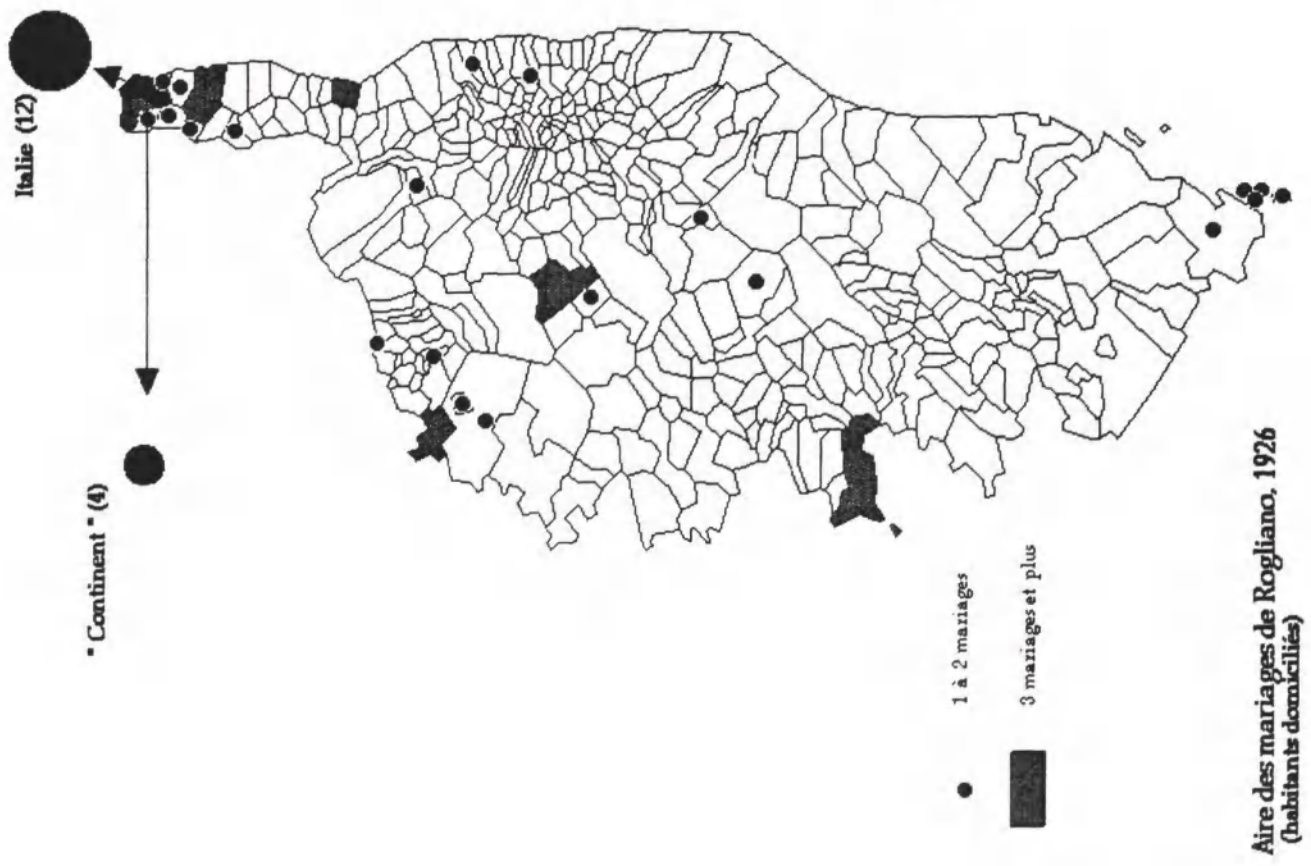 Italie (12)
"Continent" (4)
1 à 2 mariages
3 mariages et plus
Aire des mariages de Rogliano, 1926
(habitants domiciliés)